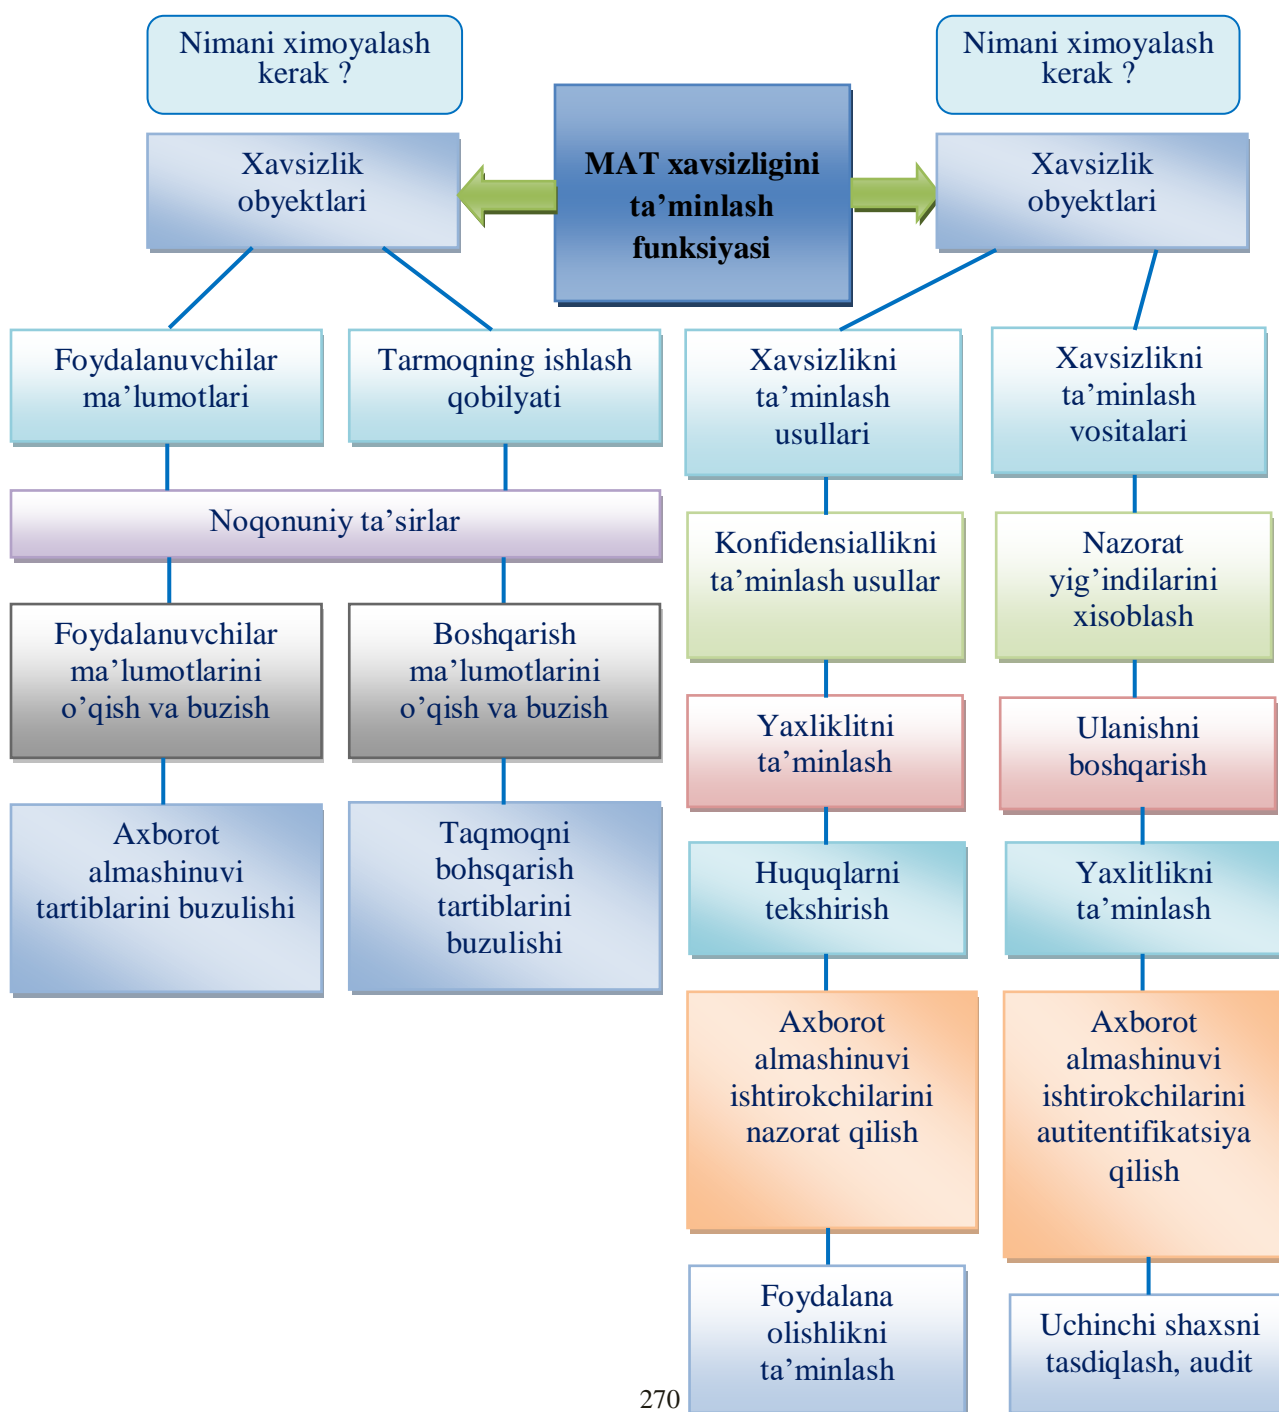 Nimani ximoyalash
kerak ?
Nimani ximoyalash
kerak ?
MAT xavsizligini
ta’minlash
funksiyasi
Xavsizlik
obyektlari
Xavsizlik
obyektlari
Foydalanuvchilar
ma’lumotlari
Tarmoqning ishlash
qobilyati
Xavsizlikni
ta’minlash
usullari
Xavsizlikni
ta’minlash
vositalari
Noqonuniy ta’sirlar
Konfidensiallikni
ta’minlash usullar
Nazorat
yig’indilarini
xisoblash
Foydalanuvchilar
ma’lumotlarini
o’qish va buzish
Boshqarish
ma’lumotlarini
o’qish va buzish
Yaxliklitni
ta’minlash
Ulanishni
boshqarish
Axborot
almashinuvi
tartiblarini buzulishi
Taqmoqni
bohsqarish
tartiblarini
buzulishi
Huquqlarni
tekshirish
Yaxlitlikni
ta’minlash
Axborot
almashinuvi
ishtirokchilarini
nazorat qilish
Axborot
almashinuvi
ishtirokchilarini
autitentifikatsiya
qilish
Foydalana
olishlikni
ta’minlash
Uchinchi shaxsni
tasdiqlash, audit
270